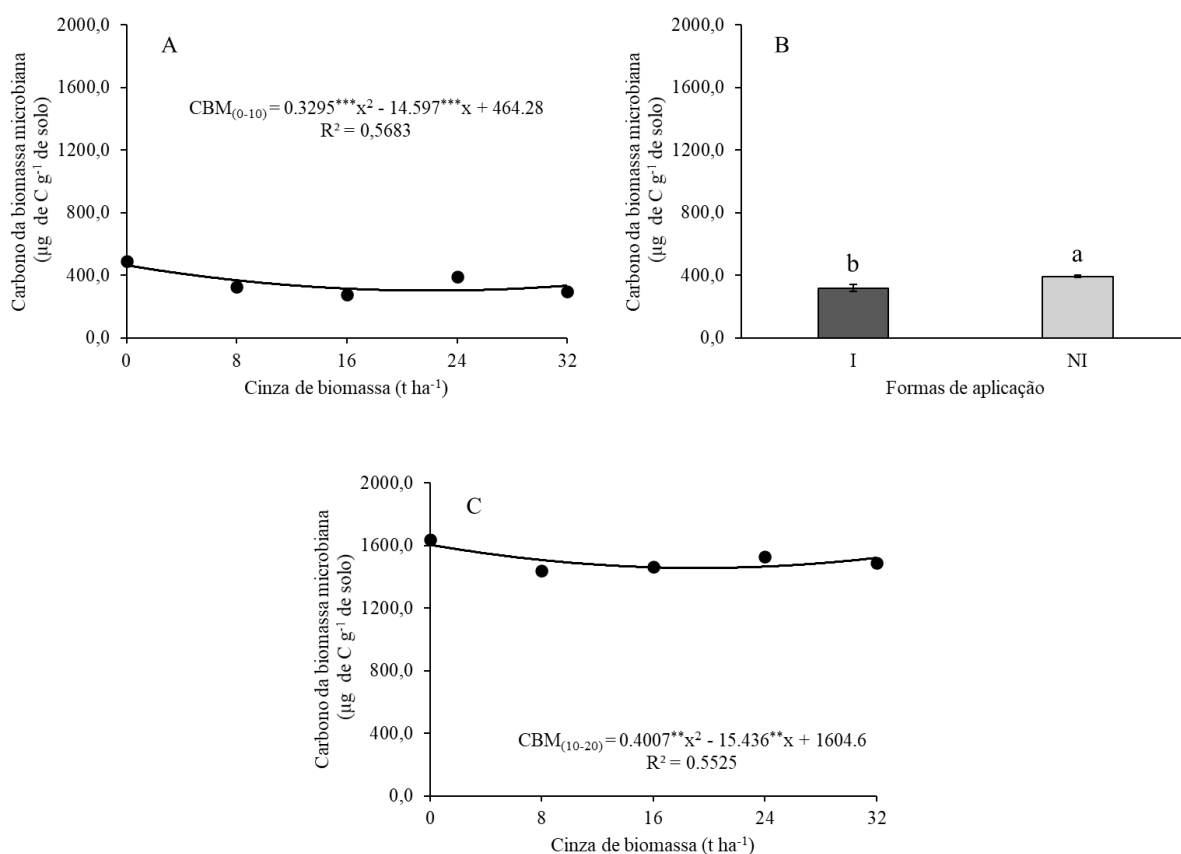 A
Carbono da biomassa microbiana
(µg de C g⁻¹ de solo)
2000,0
1600,0
1200,0
800,0
400,0
0,0
CBM(0-10) = 0.3295***x² - 14.597***x + 464.28
R² = 0,5683
0 8 16 24 32
Cinza de biomassa (t ha⁻¹)
B
Carbono da biomassa microbiana
(µg de C g⁻¹ de solo)
2000,0
1600,0
1200,0
800,0
400,0
0,0
b
a
I NI
Formas de aplicação
C
Carbono da biomassa microbiana
(µg de C g⁻¹ de solo)
2000,0
1600,0
1200,0
800,0
400,0
0,0
CBM(10-20) = 0.4007**x² - 15.436**x + 1604.6
R² = 0.5525
0 8 16 24 32
Cinza de biomassa (t ha⁻¹)